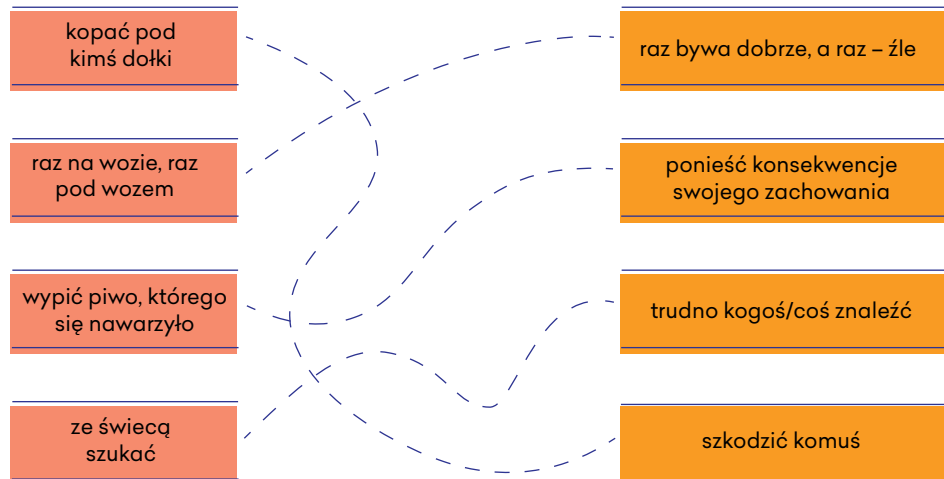 kopać pod
kimś dołki
raz bywa dobrze, a raz – źle
raz na wozie, raz
pod wozem
ponieść konsekwencje
swojego zachowania
wypić piwo, którego
się nawarzyło
trudno kogoś/coś znaleźć
ze świecą
szukać
szkodzić komuś